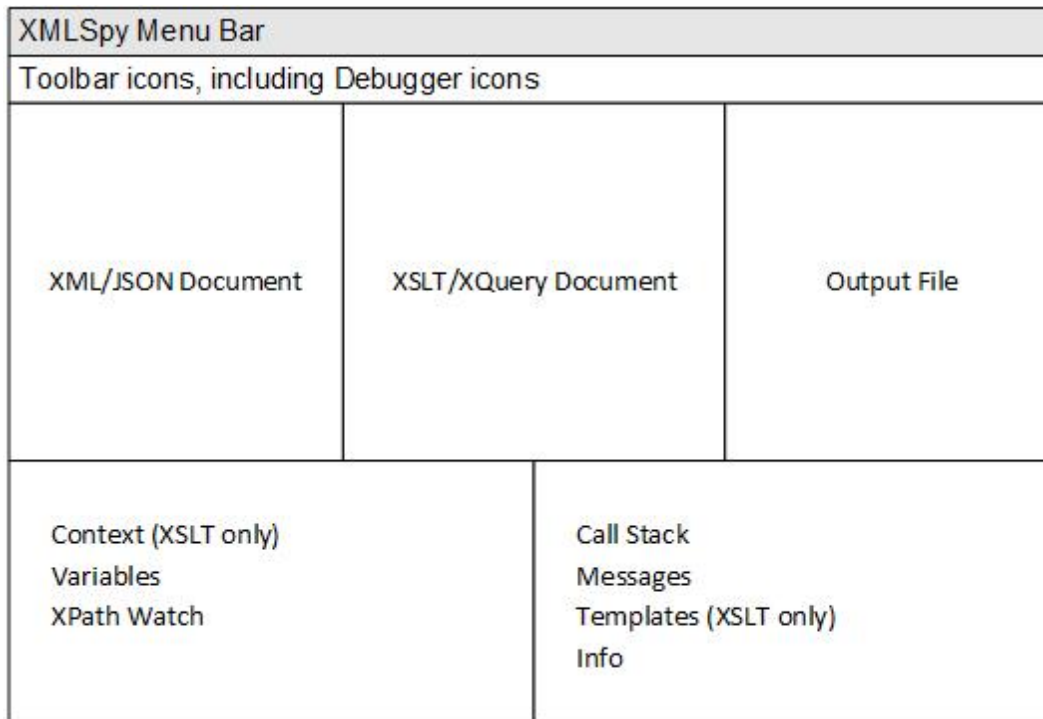 XMLSpy Menu Bar
Toolbar icons, including Debugger icons
XML/JSON Document
XSLT/XQuery Document
Output File
Context (XSLT only)
Variables
XPath Watch
Call Stack
Messages
Templates (XSLT only)
Info